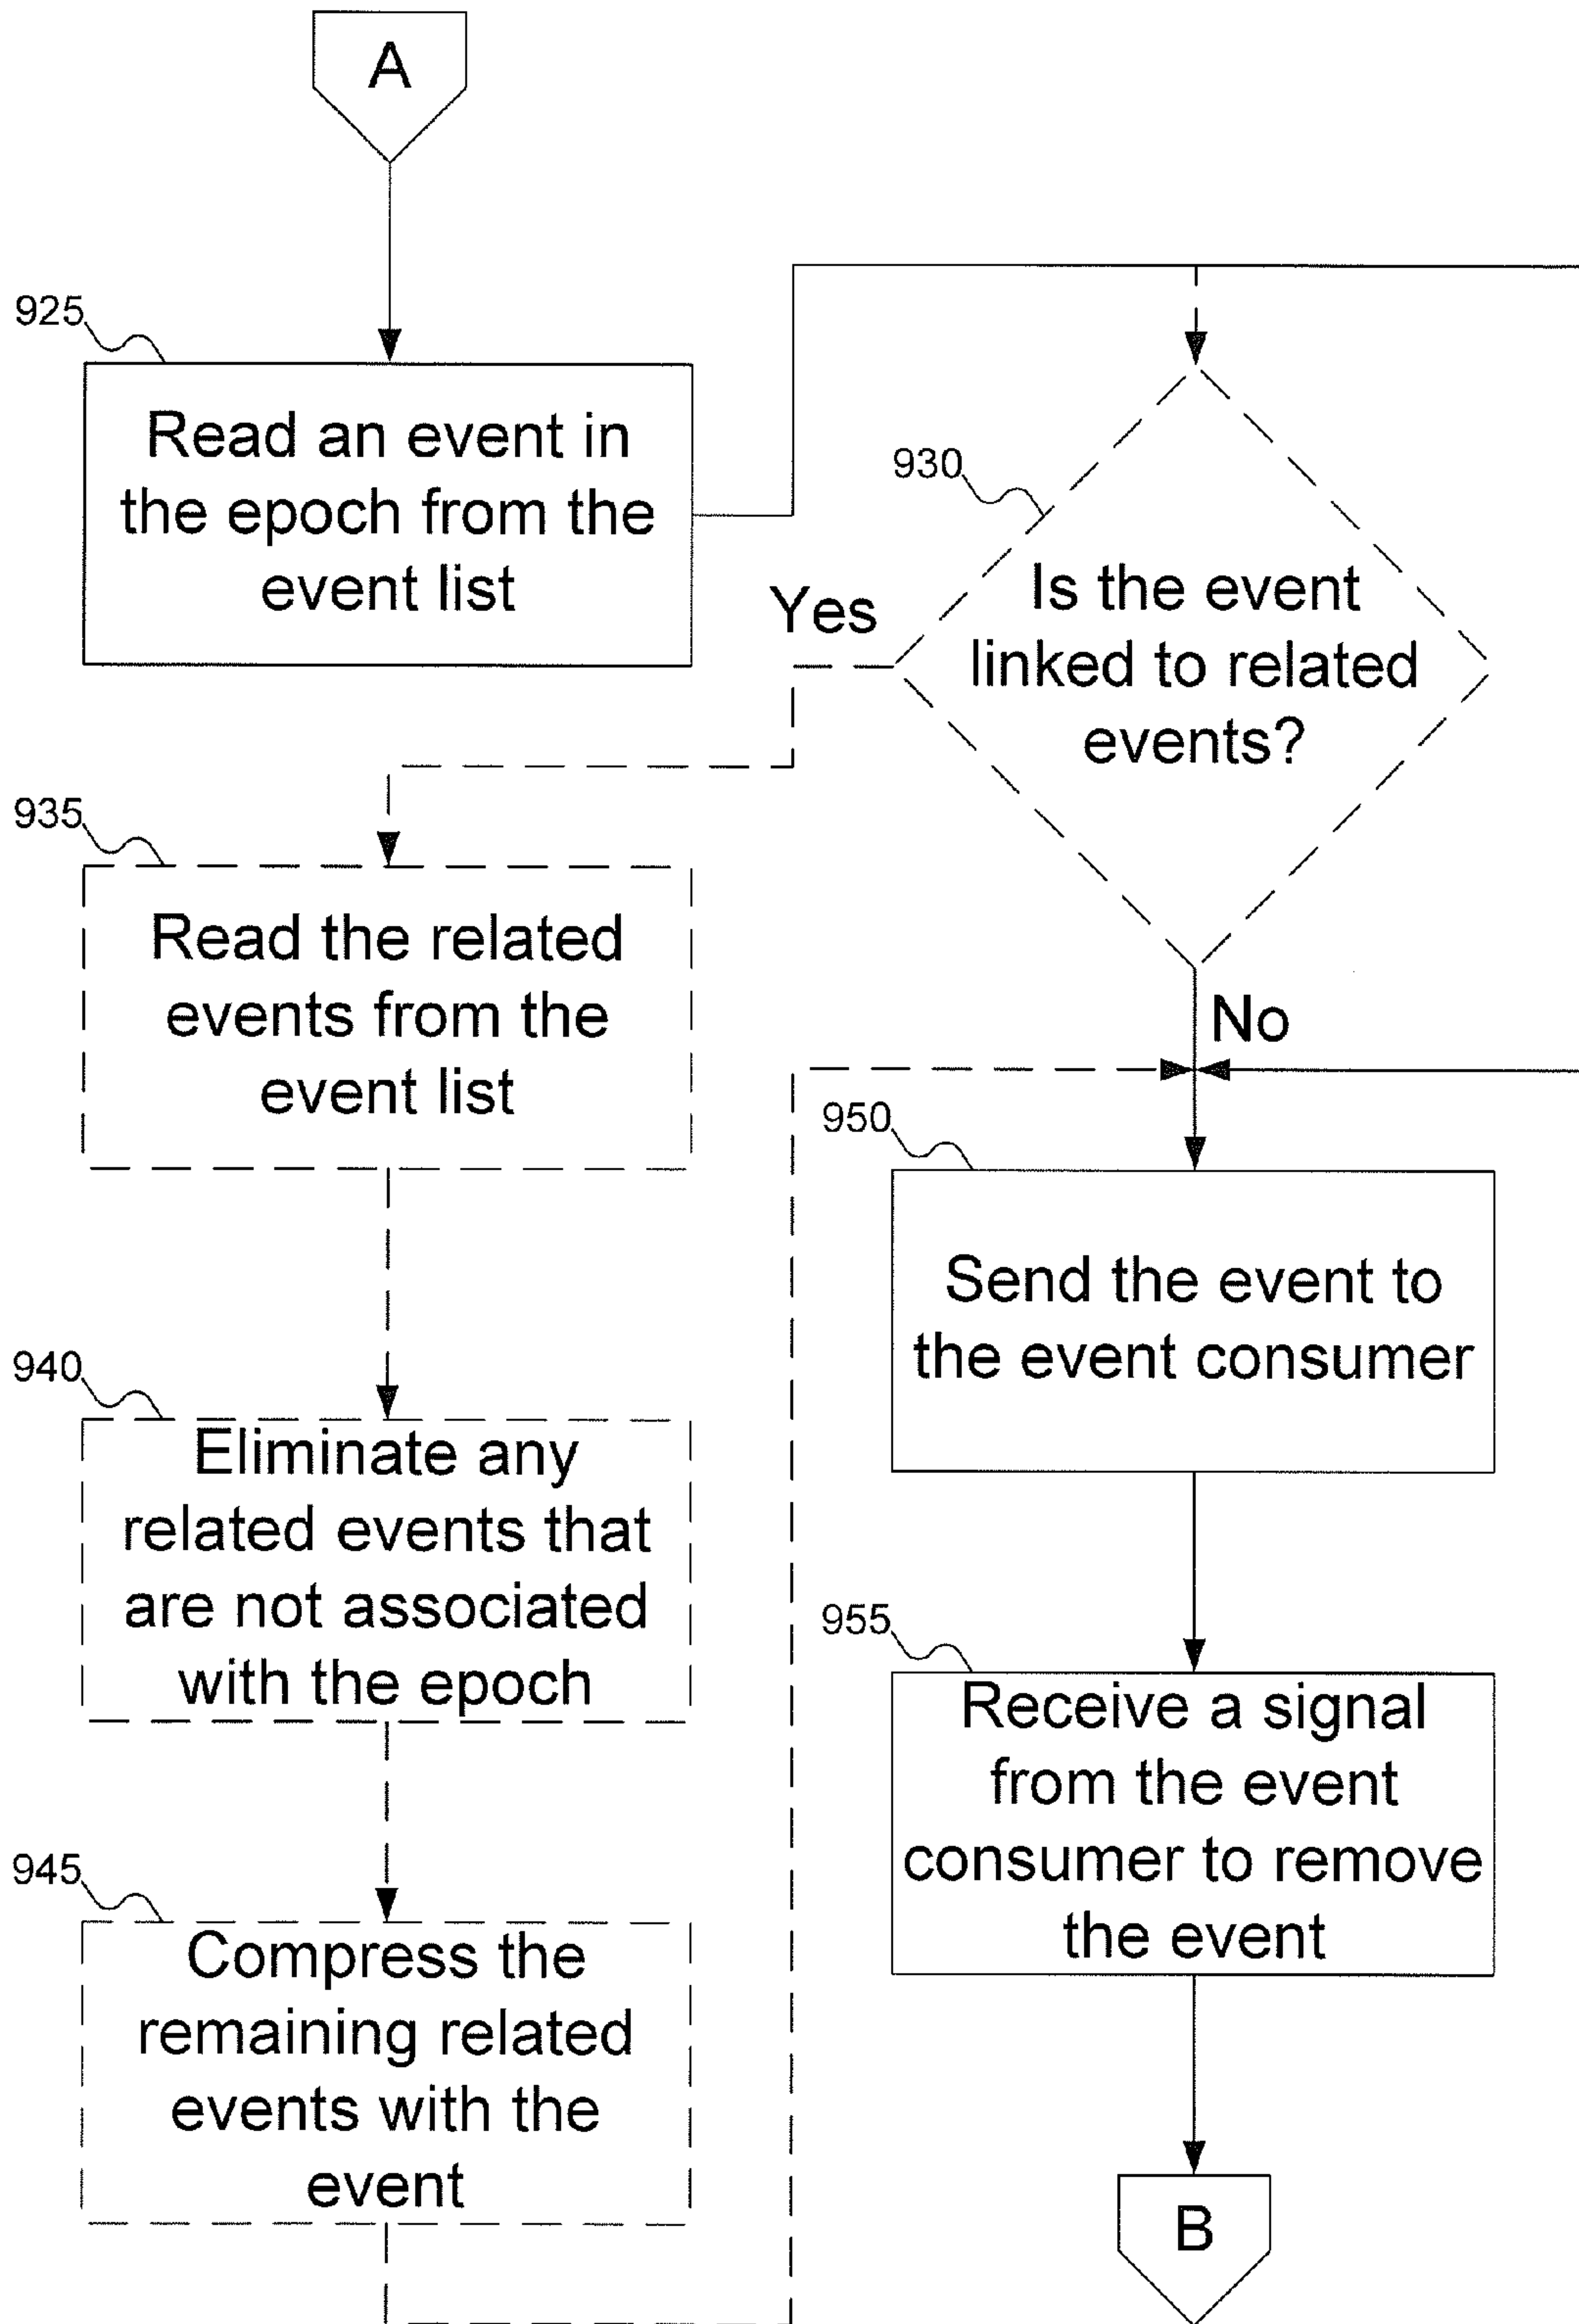 A
925
Read an event in
the epoch from the
event list
930
Is the event
linked to related
events?
Yes
No
935
Read the related
events from the
event list
940
Eliminate any
related events that
are not associated
with the epoch
945
Compress the
remaining related
events with the
event
950
Send the event to
the event consumer
955
Receive a signal
from the event
consumer to remove
the event
B